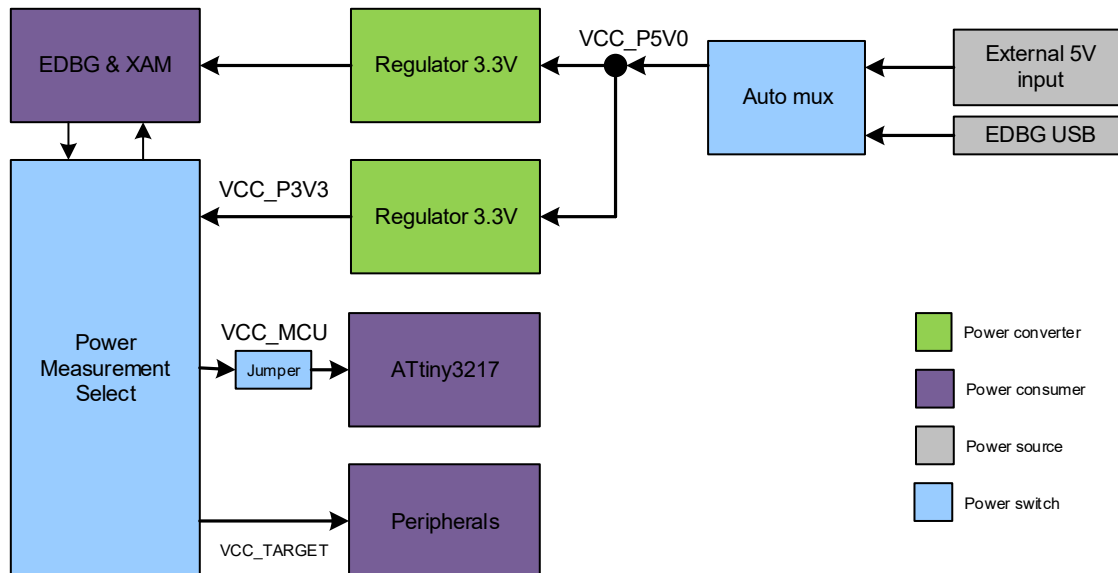 EDBG & XAM
Regulator 3.3V
VCC_P5V0
Auto mux
External 5V
input
EDBG USB
VCC_P3V3
Regulator 3.3V
Power
Measurement
Select
VCC_MCU
Jumper
ATtiny3217
Peripherals
VCC_TARGET
Power converter
Power consumer
Power source
Power switch